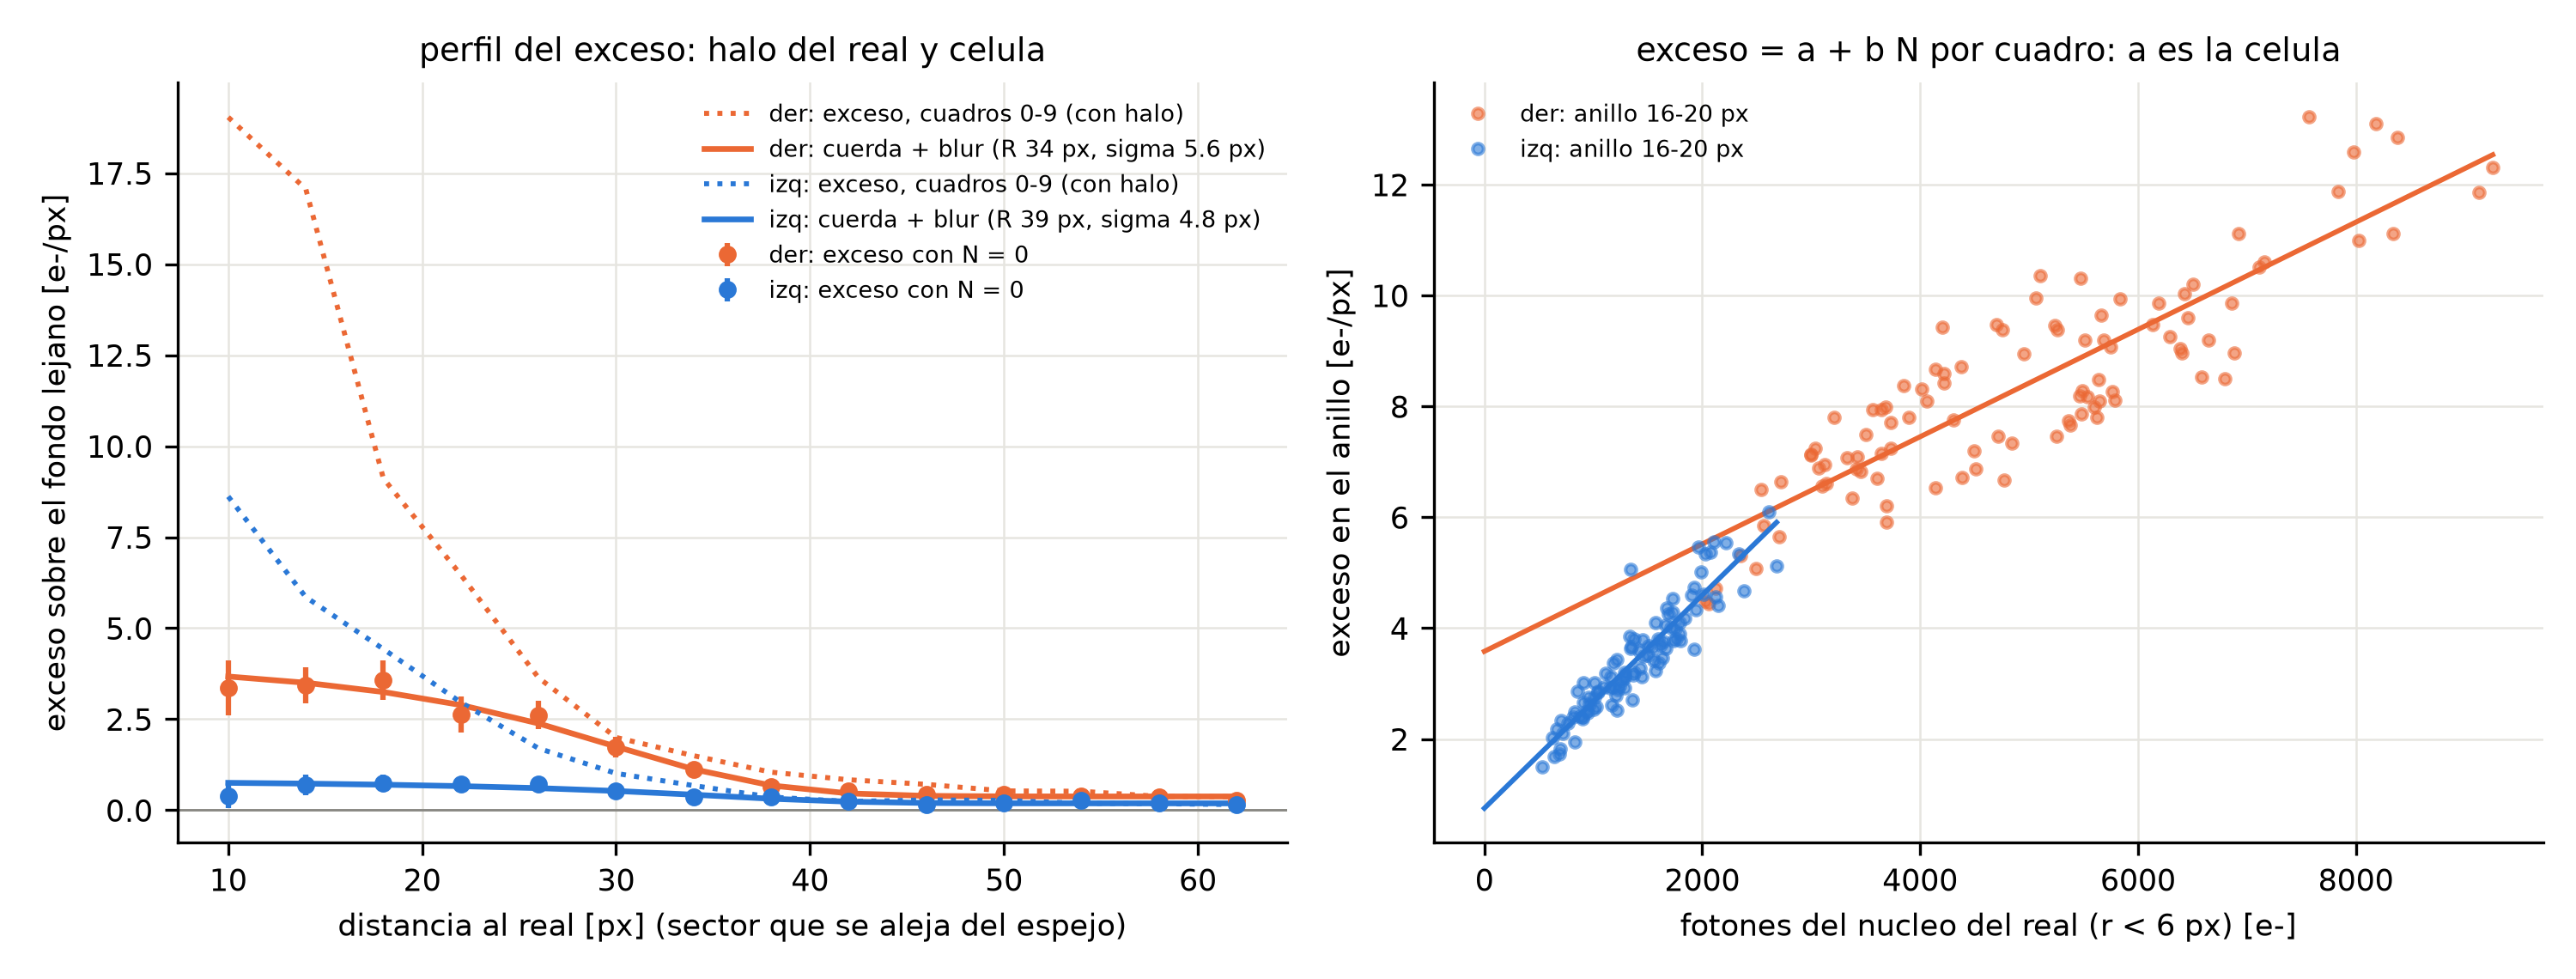 perfil del exceso: halo del real y celula
der: exceso, cuadros 0-9 (con halo)
der: cuerda + blur (R 34 px, sigma 5.6 px)
izq: exceso, cuadros 0-9 (con halo)
izq: cuerda + blur (R 39 px, sigma 4.8 px)
der: exceso con N = 0
izq: exceso con N = 0
exceso sobre el fondo lejano [e-/px]
17.5
15.0
12.5
10.0
7.5
5.0
2.5
0.0
10
20
30
40
50
60
distancia al real [px] (sector que se aleja del espejo)
exceso = a + b N por cuadro: a es la celula
der: anillo 16-20 px
izq: anillo 16-20 px
exceso en el anillo [e-/px]
12
10
8
6
4
2
0
2000
4000
6000
8000
fotones del nucleo del real (r < 6 px) [e-]